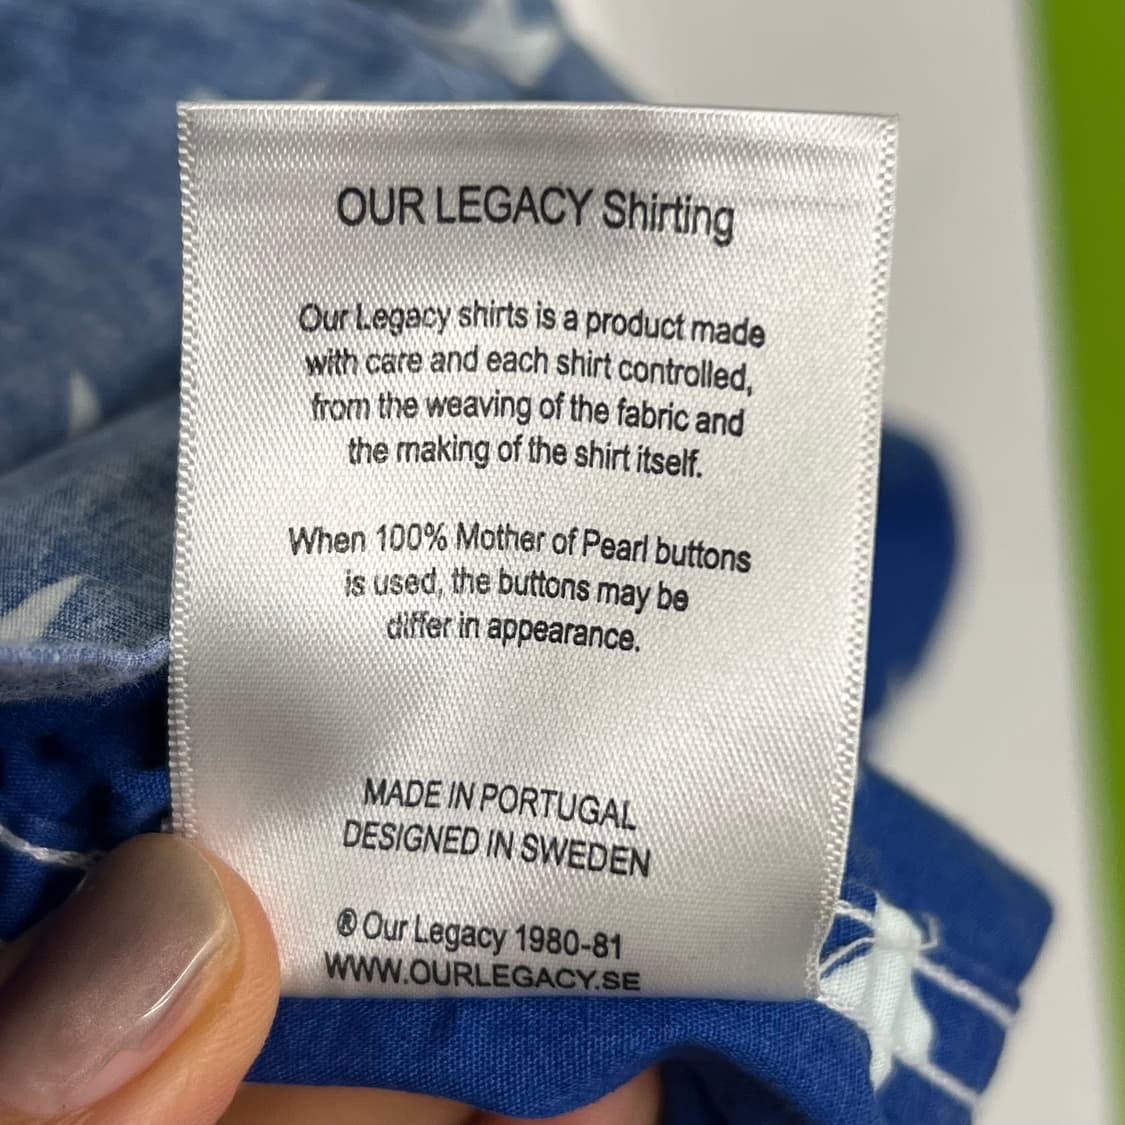 OUR LEGACY Shirting
Our Legacy shirts is a product made
with care and each shirt controlled,
from the weaving of the fabric and
the making of the shirt itself.
When 100% Mother of Pearl buttons
is used, the buttons may be
differ in appearance.
MADE IN PORTUGAL
DESIGNED IN SWEDEN
® Our Legacy 1980-81
WWW.OURLEGACY.SE